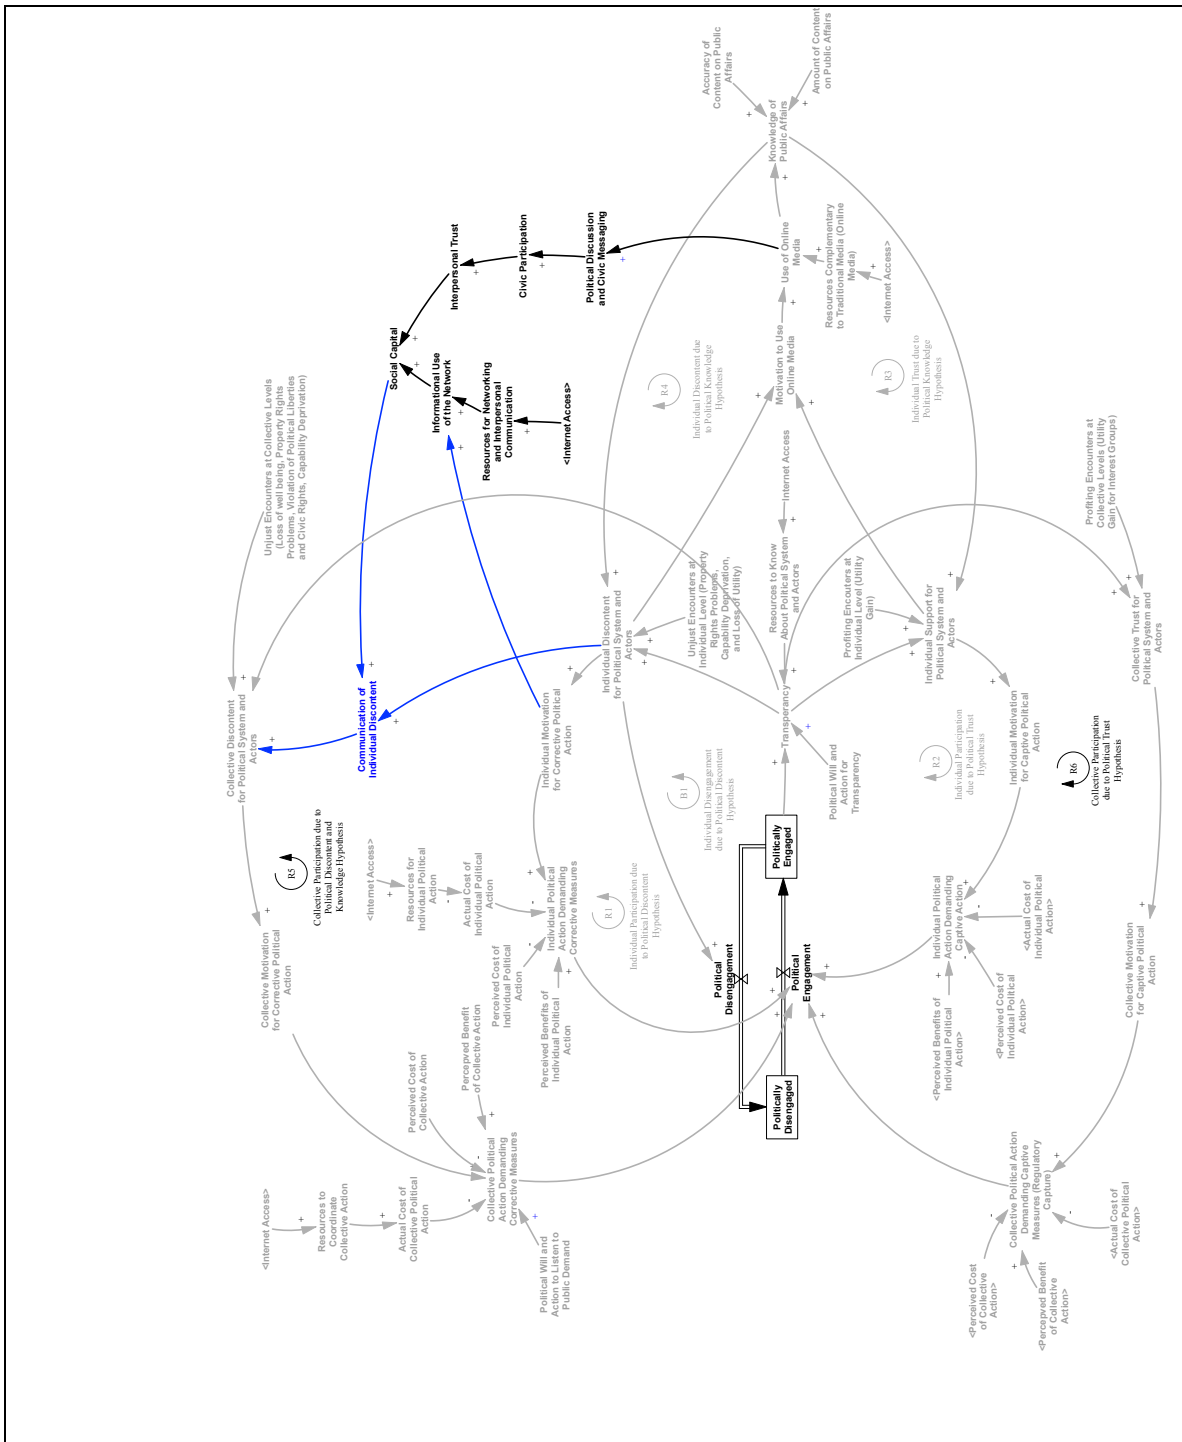 <Internet Access>
Resources to
Coordinate
Collective Action
Actual Cost of
Collective Political
Action
Perceived Cost of
Collective Action
Percepved Benefit
of Collective Action
Collective Political
Action Demanding
Corrective Measures
Political Will and
Action to Listen to
Public Demand
Collective Motivation
for Corrective Political
Action
R5
Collective Participation due to
Political Discontent and
Knowledge Hypothesis
Collective Discontent
for Political System and
Actors
Unjust Encounters at Collective Levels
(Loss of well being, Property Rights
Problems, Violation of Political Liberties
and Civic Rights, Capability Deprivation)
Communication of
Individual Discontent
Social Capital
Interpersonal Trust
Civic Participation
Political Discussion
and Civic Messaging
Informational Use
of the Network
Resources for Networking
and Interpersonal
Communication
<Internet Access>
<Internet Access>
Resources for
Individual Political
Action
Actual Cost of
Individual Political
Action
Perceived Cost of
Individual Political
Action
Perceived Benefits of
Individual Political
Action
Individual Political
Action Demanding
Corrective Measures
R1
Individual Participation due
to Political Discontent
Hypothesis
Individual Motivation
for Corrective Political
Action
Individual Discontent
for Political System and
Actors
Unjust Encounters at
Individual Level (Property
Rights Problems,
Capability Deprivation,
and Loss of Utility)
B1
Individual Disengagement
due to Political Discontent
Hypothesis
R4
Individual Discontent due
to Political Knowledge
Hypothesis
Accuracy of
Content on Public
Affairs
Amount of Content
on Public Affairs
Knowledge of
Public Affairs
Use of Online
Media
Motivation to Use
Online Media
Resources Complementary
to Traditional Media (Online
Media)
<Internet Access>
Internet Access
Resources to Know
About Political System
and Actors
Transperancy
Political Will and
Action for
Transparency
Political
Disengagement
Politically
Disengaged
Politically
Engaged
Political
Engagement
Profiting Encouters at
Individual Level (Utility
Gain)
R3
Individual Trust due to
Political Knowledge
Hypothesis
Individual Support for
Political System and
Actors
R2
Individual Participation
due to Political Trust
Hypothesis
Individual Motivation
for Captive Political
Action
Individual Political
Action Demanding
Captive Action
<Perceived Benefits of
Individual Political
Action>
<Perceived Cost of
Individual Political
Action>
<Actual Cost of
Individual Political
Action>
R6
Collective Participation
due to Political Trust
Hypothesis
Profiting Encounters at
Collective Levels (Utility
Gain for Interest Groups)
Collective Trust for
Political System and
Actors
Collective Motivation
for Captive Political
Action
Collective Political Action
Demanding Captive
Measures (Regulatory
Capture)
<Perceived Cost
of Collective
Action>
<Percepved Benefit
of Collective
Action>
<Actual Cost of
Collective Political
Action>